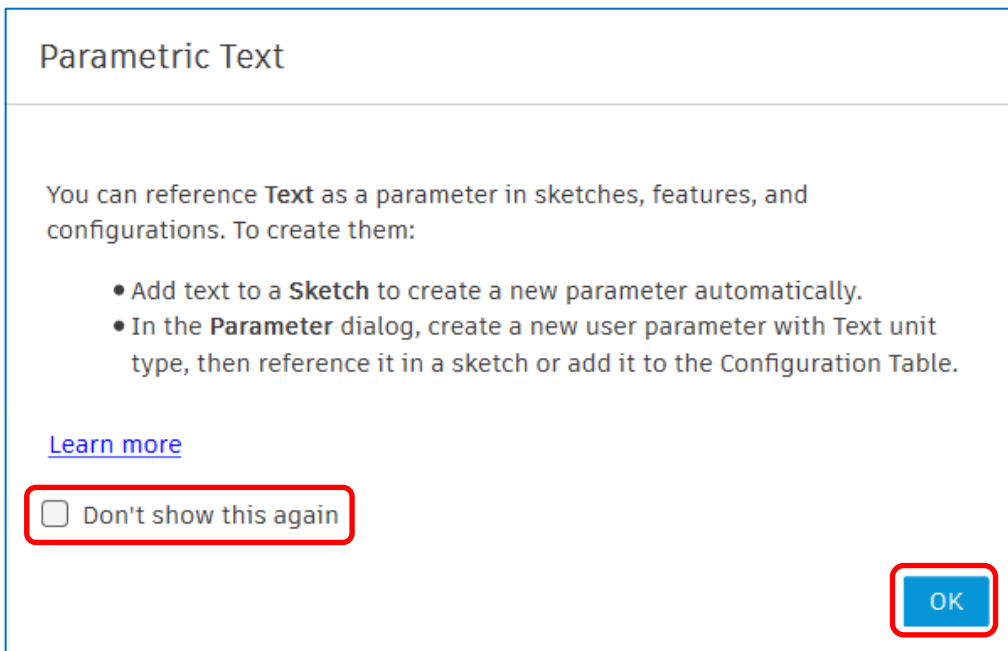 Parametric Text
You can reference Text as a parameter in sketches, features, and
configurations. To create them:
• Add text to a Sketch to create a new parameter automatically.
• In the Parameter dialog, create a new user parameter with Text unit
type, then reference it in a sketch or add it to the Configuration Table.
Learn more
Don't show this again
OK